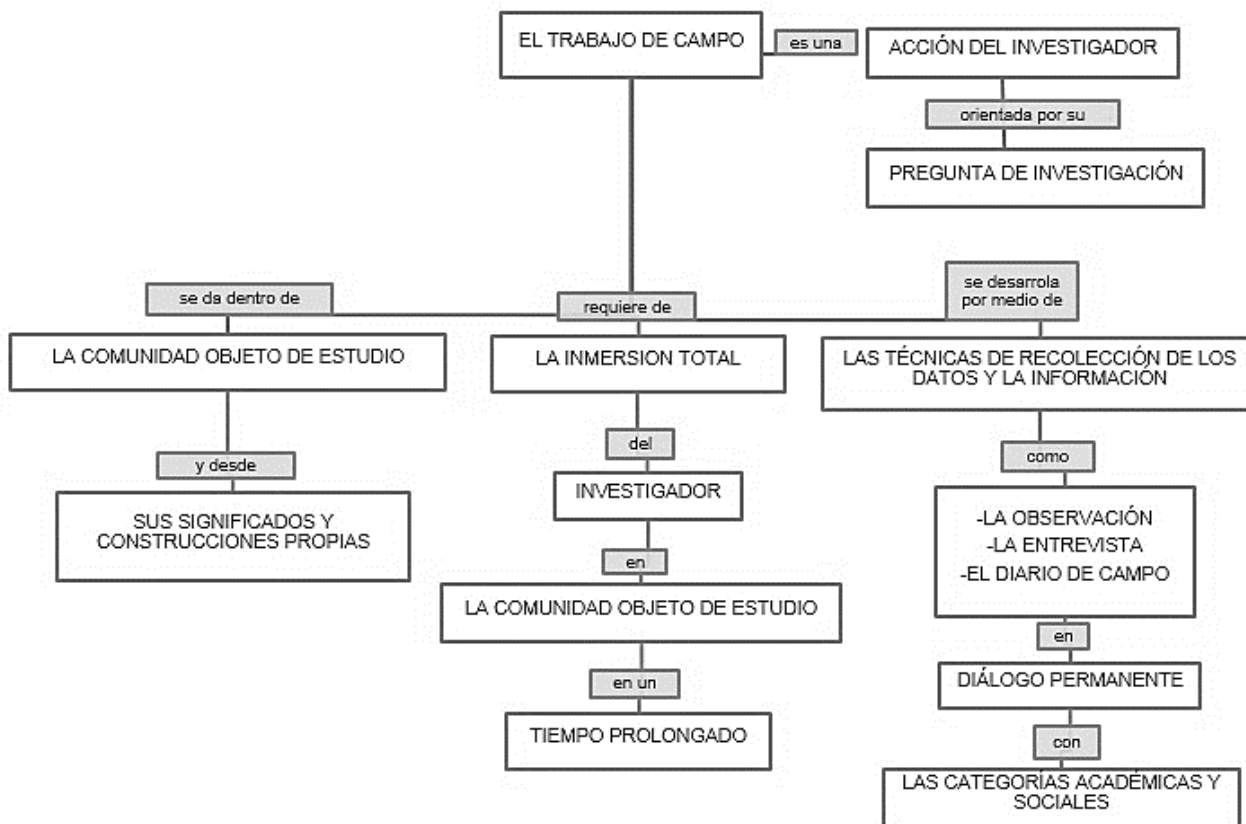 EL TRABAJO DE CAMPO
es una
ACCIÓN DEL INVESTIGADOR
orientada por su
PREGUNTA DE INVESTIGACIÓN
se da dentro de
LA COMUNIDAD OBJETO DE ESTUDIO
y desde
SUS SIGNIFICADOS Y
CONSTRUCCIONES PROPIAS
requiere de
LA INMERSION TOTAL
del
INVESTIGADOR
en
LA COMUNIDAD OBJETO DE ESTUDIO
en un
TIEMPO PROLONGADO
se desarrola
por medio de
LAS TÉCNICAS DE RECOLECCIÓN DE LOS
DATOS Y LA INFORMACIÓN
como
-LA OBSERVACIÓN
-LA ENTREVISTA
-EL DIARIO DE CAMPO
en
DIÁLOGO PERMANENTE
con
LAS CATEGORÍAS ACADÉMICAS Y
SOCIALES